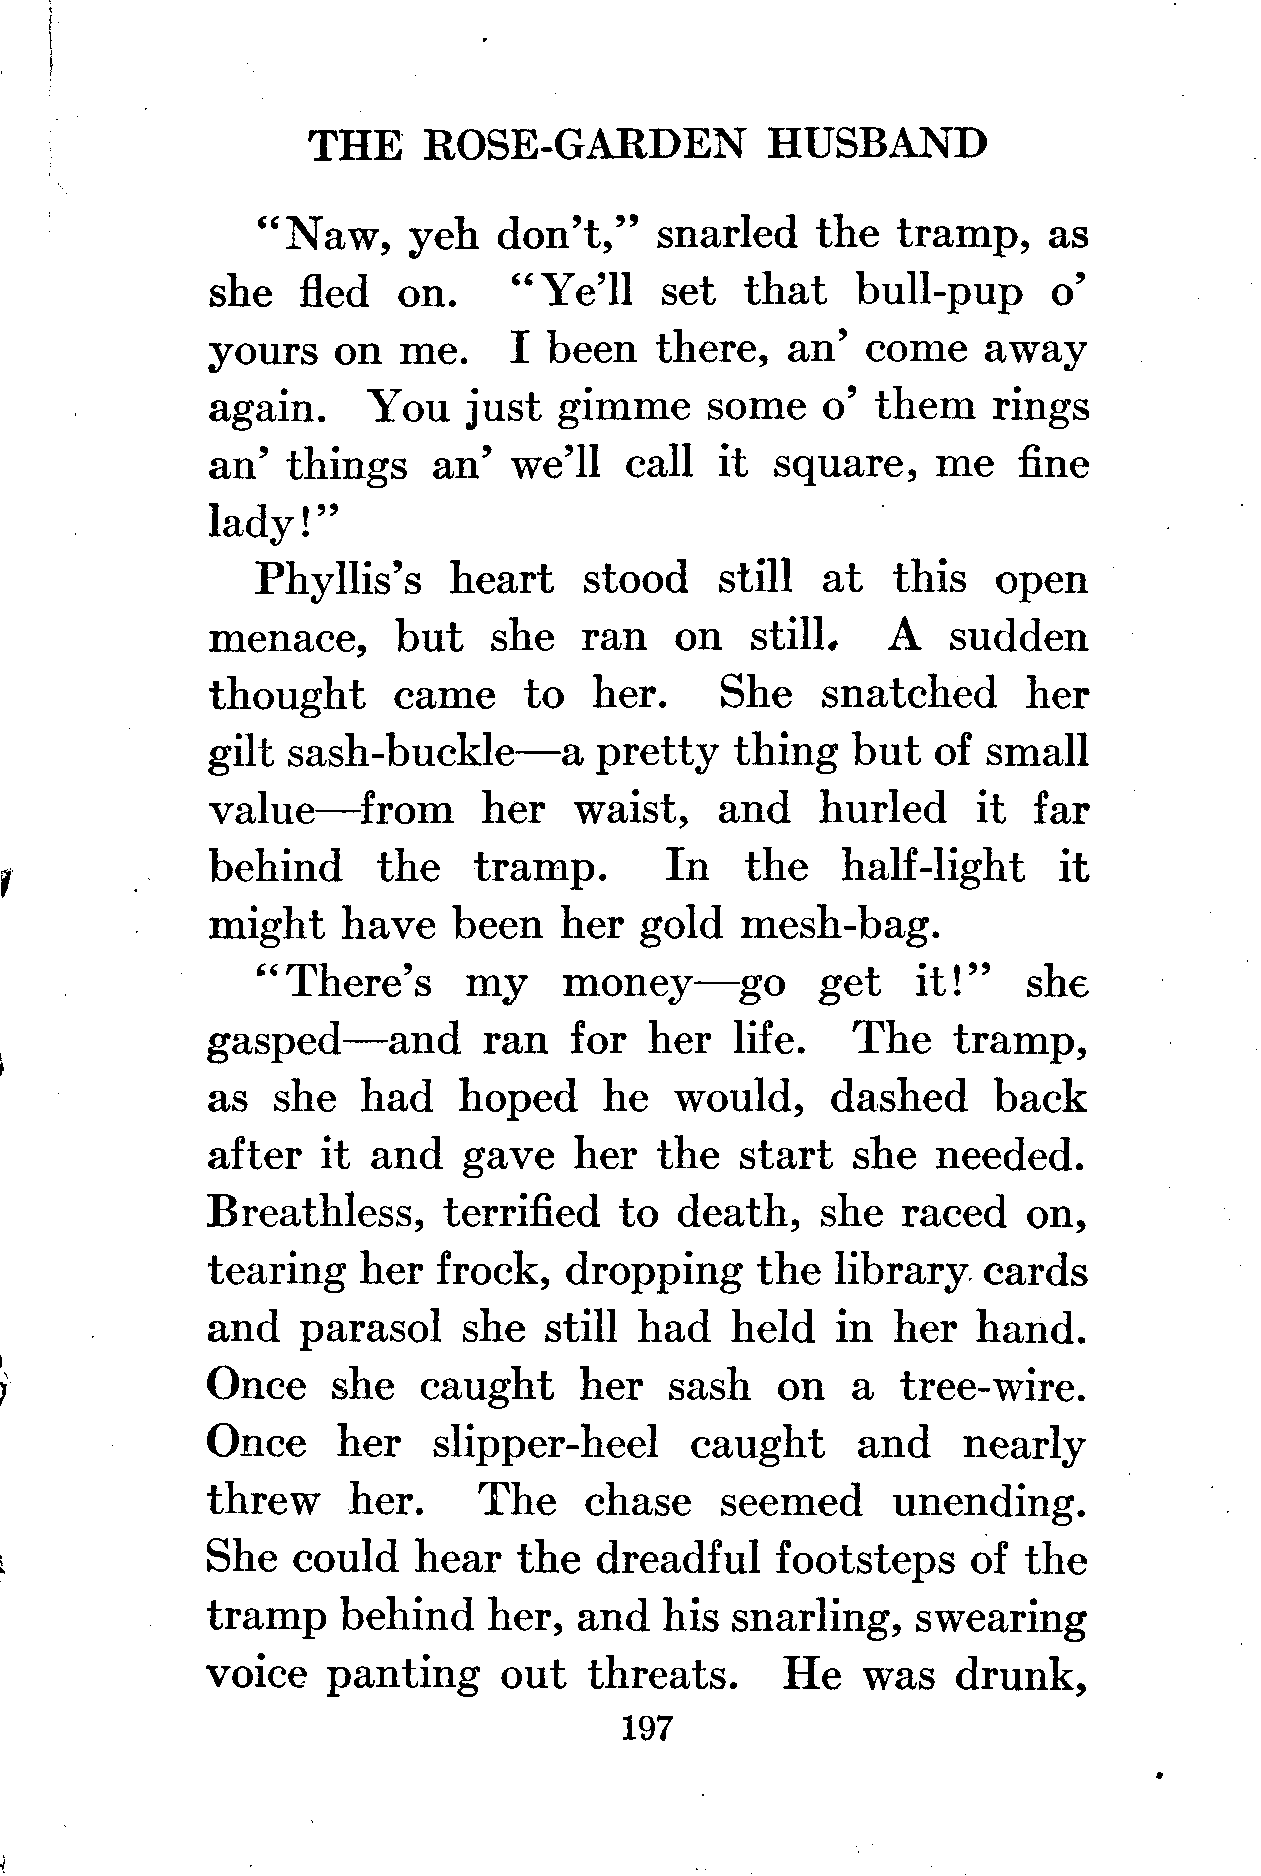 THE ROSE-GARDEN HUSBAND
"Naw, yeh don't," snarled the tramp, as
she fled on. "Ye'll set that bull-pup o'
yours on me. I been there, an' come away
again. You just gimme some o' them rings
an' things an' we'll call it square, me fine
lady!"
Phyllis's heart stood still at this open
menace, but she ran on still. A sudden
thought came to her. She snatched her
gilt sash-buckle—a pretty thing but of small
value—from her waist, and hurled it far
behind the tramp. In the half-light it
might have been her gold mesh-bag.
"There's my money—go get it!" she
gasped—and ran for her life. The tramp,
as she had hoped he would, dashed back
after it and gave her the start she needed.
Breathless, terrified to death, she raced on,
tearing her frock, dropping the library cards
and parasol she still had held in her hand.
Once she caught her sash on a tree-wire.
Once her slipper-heel caught and nearly
threw her. The chase seemed unending.
She could hear the dreadful footsteps of the
tramp behind her, and his snarling, swearing
voice panting out threats. He was drunk,
197